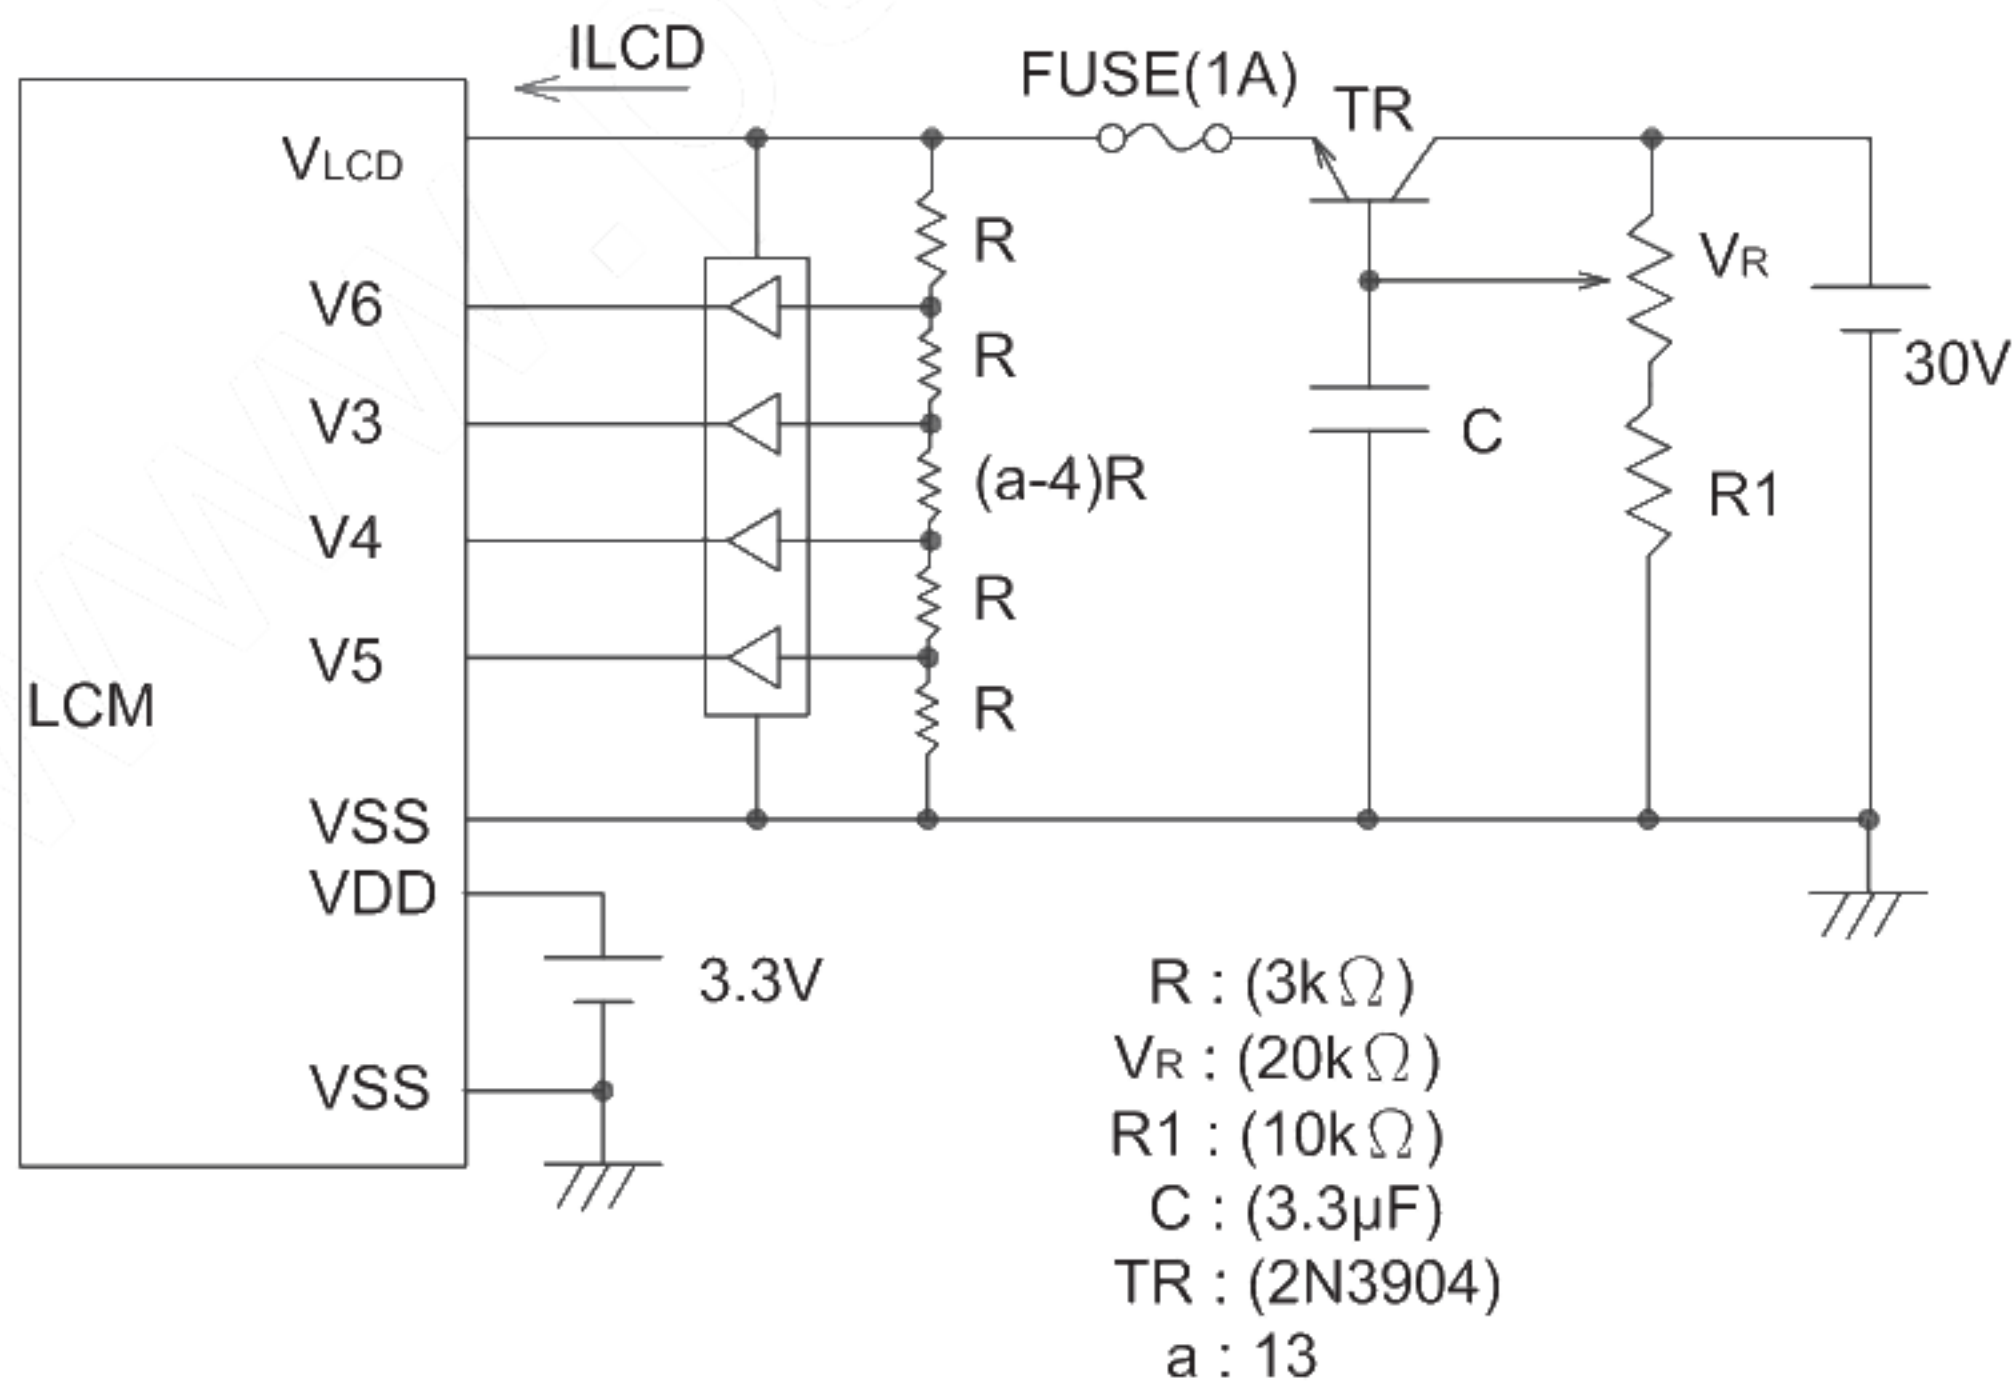 ILCD
FUSE(1A)
TR
VLCD
R
VR
V6
R
30V
V3
C
(a-4)R
R1
V4
R
V5
LCM
R
VSS
VDD
3.3V
VSS
R : (3kΩ)
VR : (20kΩ)
R1 : (10kΩ)
C : (3.3µF)
TR : (2N3904)
a : 13